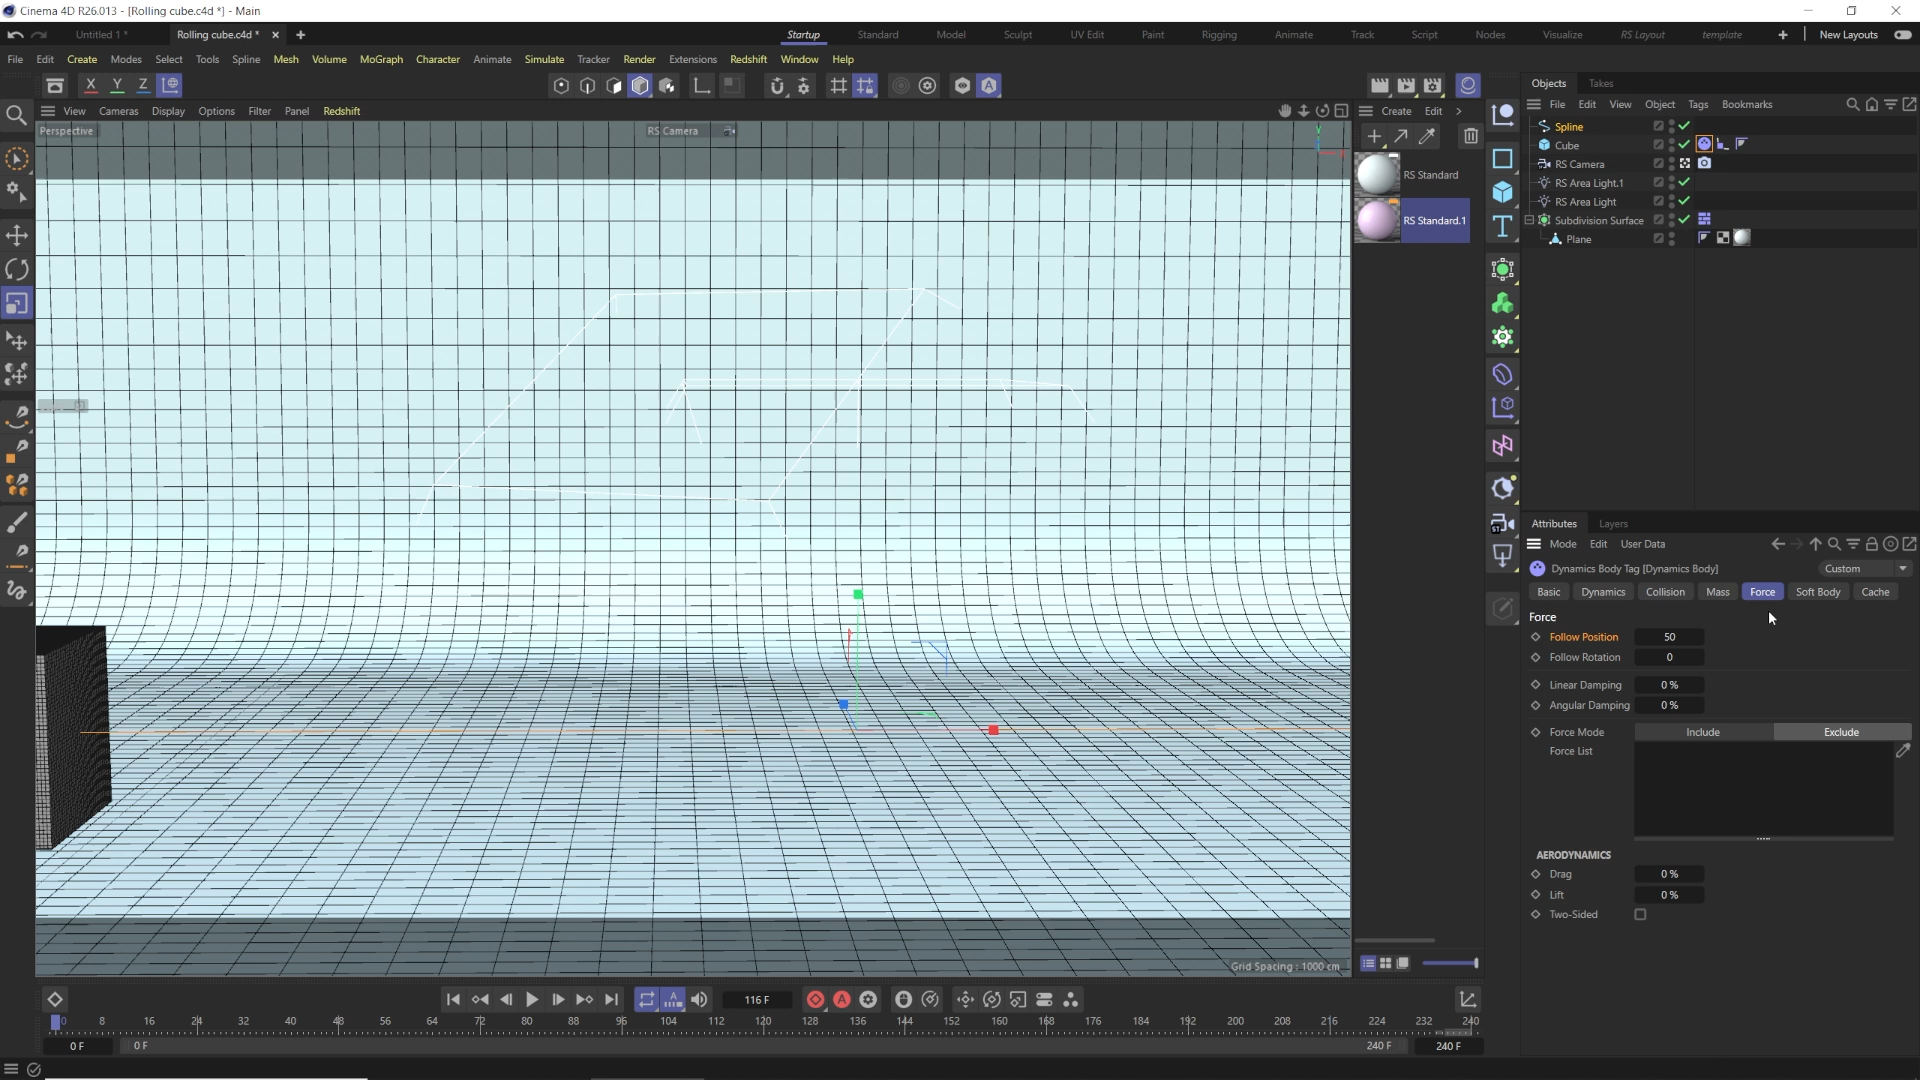 Cinema 4D R26.013 - [Rolling cube.c4d *] - Main
Untitled 1 *
Rolling cube.c4d *
Startup
Standard
Model
Sculpt
UV Edit
Paint
Rigging
Animate
Track
Script
Nodes
Visualize
RS Layout
template
New Layouts
File Edit Create Modes Select Tools Spline Mesh Volume MoGraph Character Animate Simulate Tracker Render Extensions Redshift Window Help
X Y Z
Objects Takes
View Cameras Display Options Filter Panel Redshift
Create Edit
File Edit View Object Tags Bookmarks
Perspective
RS Camera
Y
Spline
Cube
RS Camera
RS Area Light.1
RS Area Light
Subdivision Surface
Plane
RS Standard
RS Standard.1
Attributes Layers
Mode Edit User Data
Dynamics Body Tag [Dynamics Body]
Custom
Basic Dynamics Collision Mass Force Soft Body Cache
Force
Follow Position 50
Follow Rotation 0
Linear Damping 0 %
Angular Damping 0 %
Force Mode Include Exclude
Force List
AERODYNAMICS
Drag 0 %
Lift 0 %
Two-Sided
Grid Spacing : 1000 cm
116 F
0 8 16 24 32 40 48 56 64 72 80 88 96 104 112 120 128 136 144 152 160 168 176 184 192 200 208 216 224 232 240
0 F 0 F 240 F 240 F